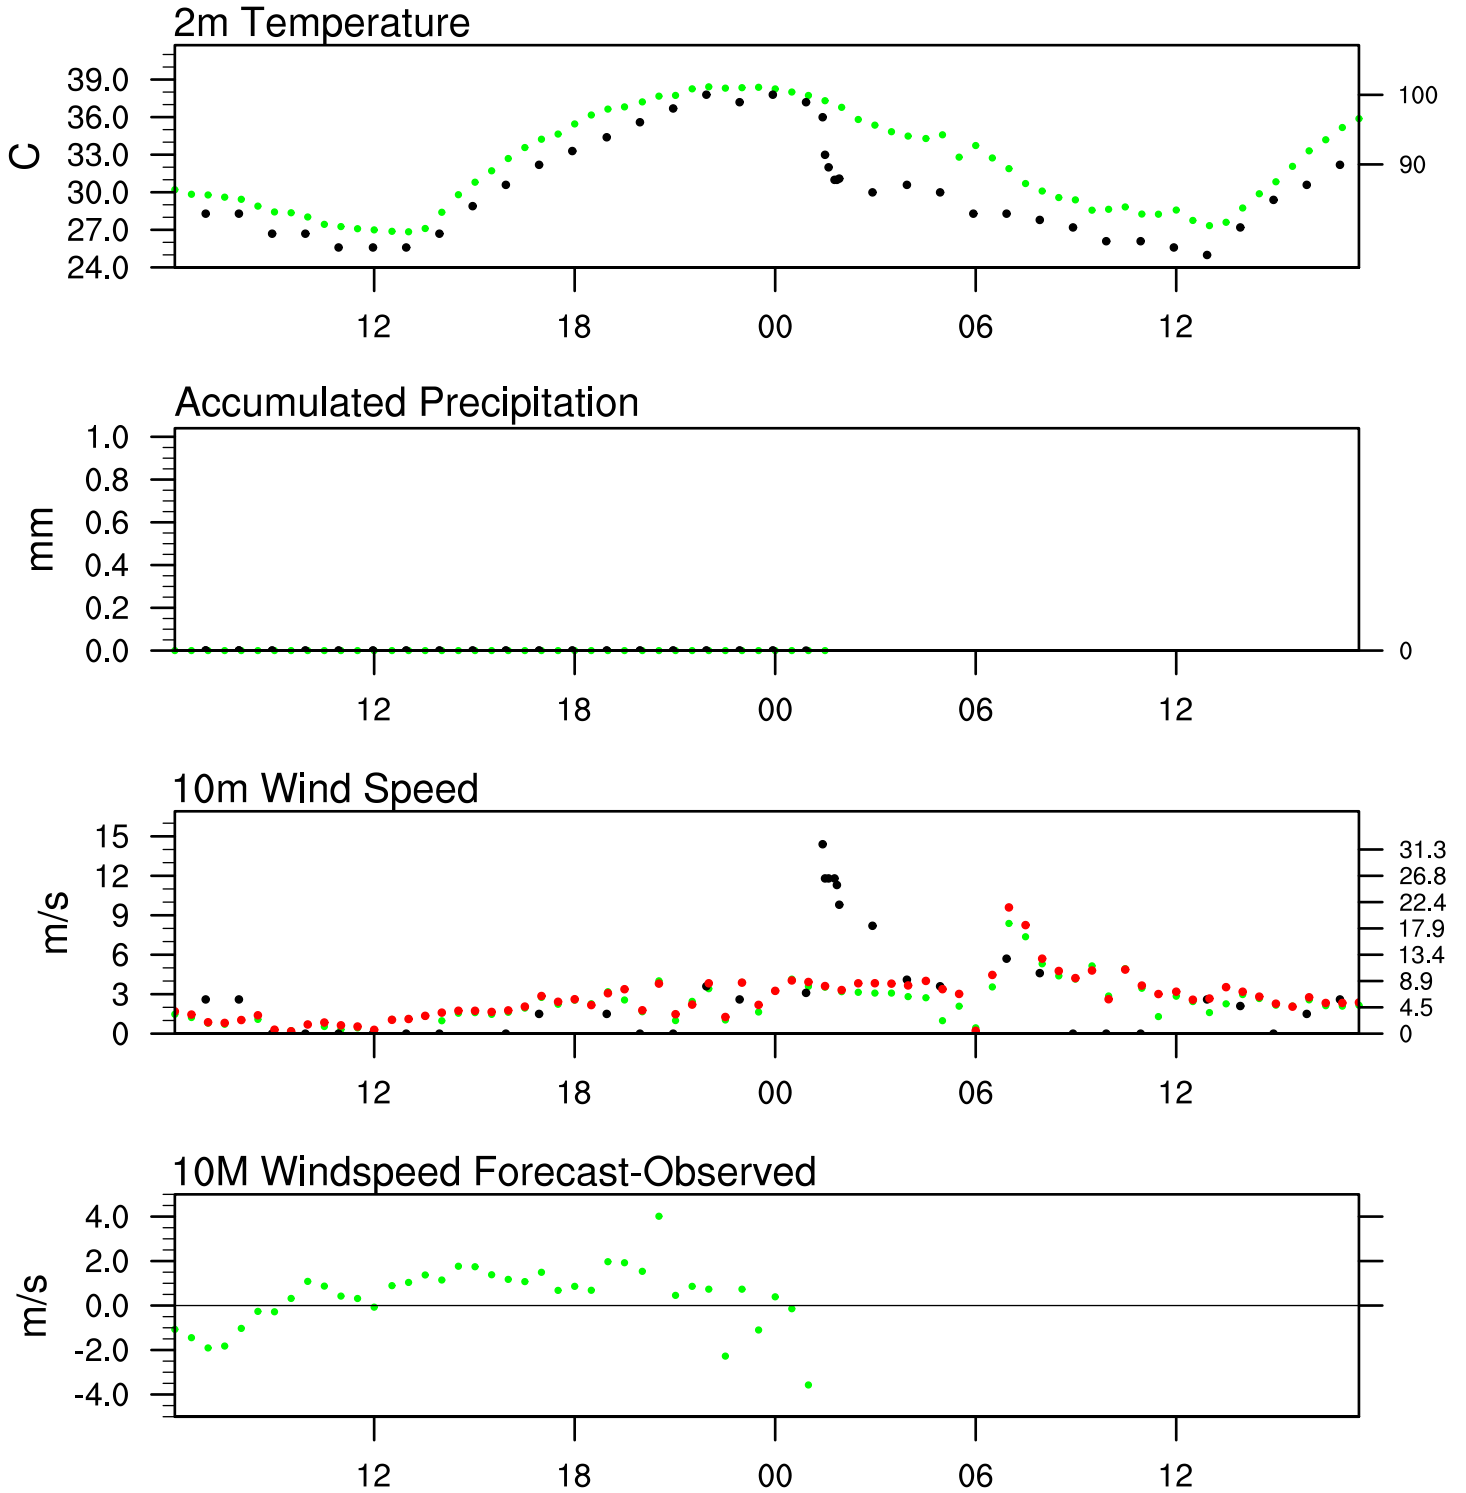 2m Temperature
39.0
36.0
33.0
30.0
27.0
24.0
C
100
90
12 18 00 06 12
Accumulated Precipitation
1.0
0.8
0.6
0.4
0.2
0.0
mm
0
12 18 00 06 12
10m Wind Speed
15
12
9
6
3
0
m/s
31.3
26.8
22.4
17.9
13.4
8.9
4.5
0
12 18 00 06 12
10M Windspeed Forecast-Observed
4.0
2.0
0.0
-2.0
-4.0
m/s
12 18 00 06 12